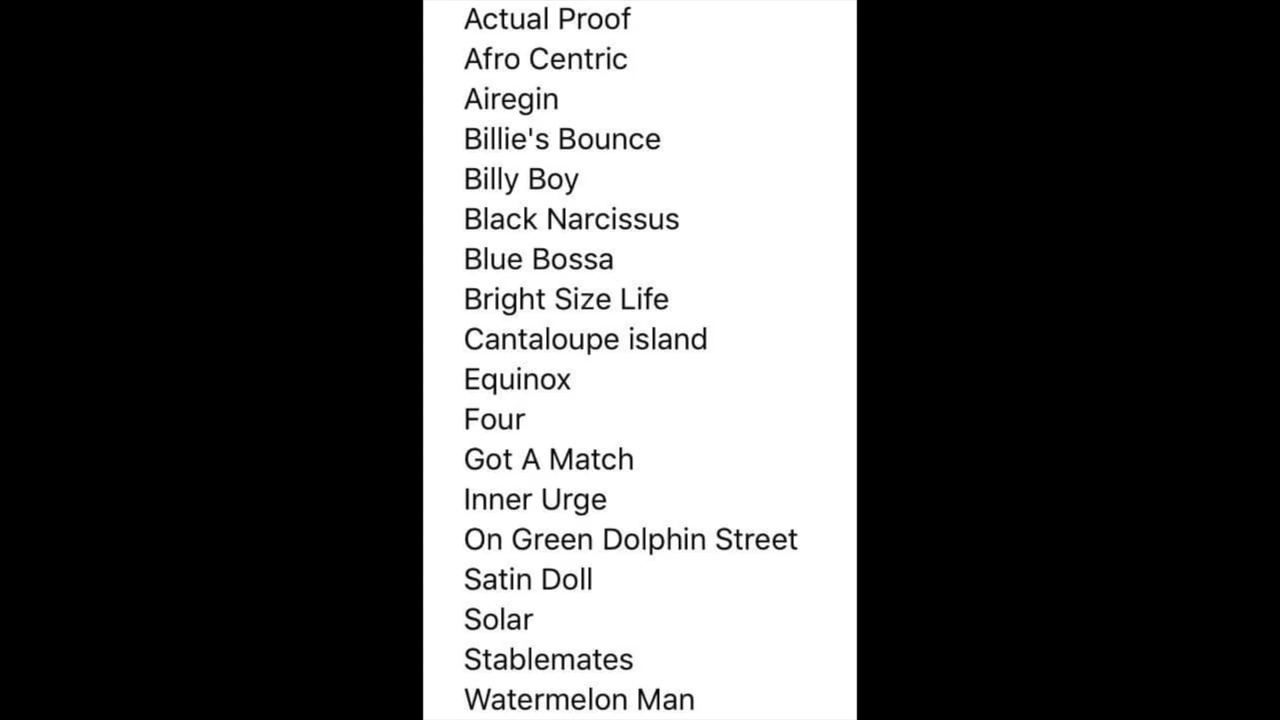 Actual Proof
Afro Centric
Airegin
Billie's Bounce
Billy Boy
Black Narcissus
Blue Bossa
Bright Size Life
Cantaloupe island
Equinox
Four
Got A Match
Inner Urge
On Green Dolphin Street
Satin Doll
Solar
Stablemates
Watermelon Man